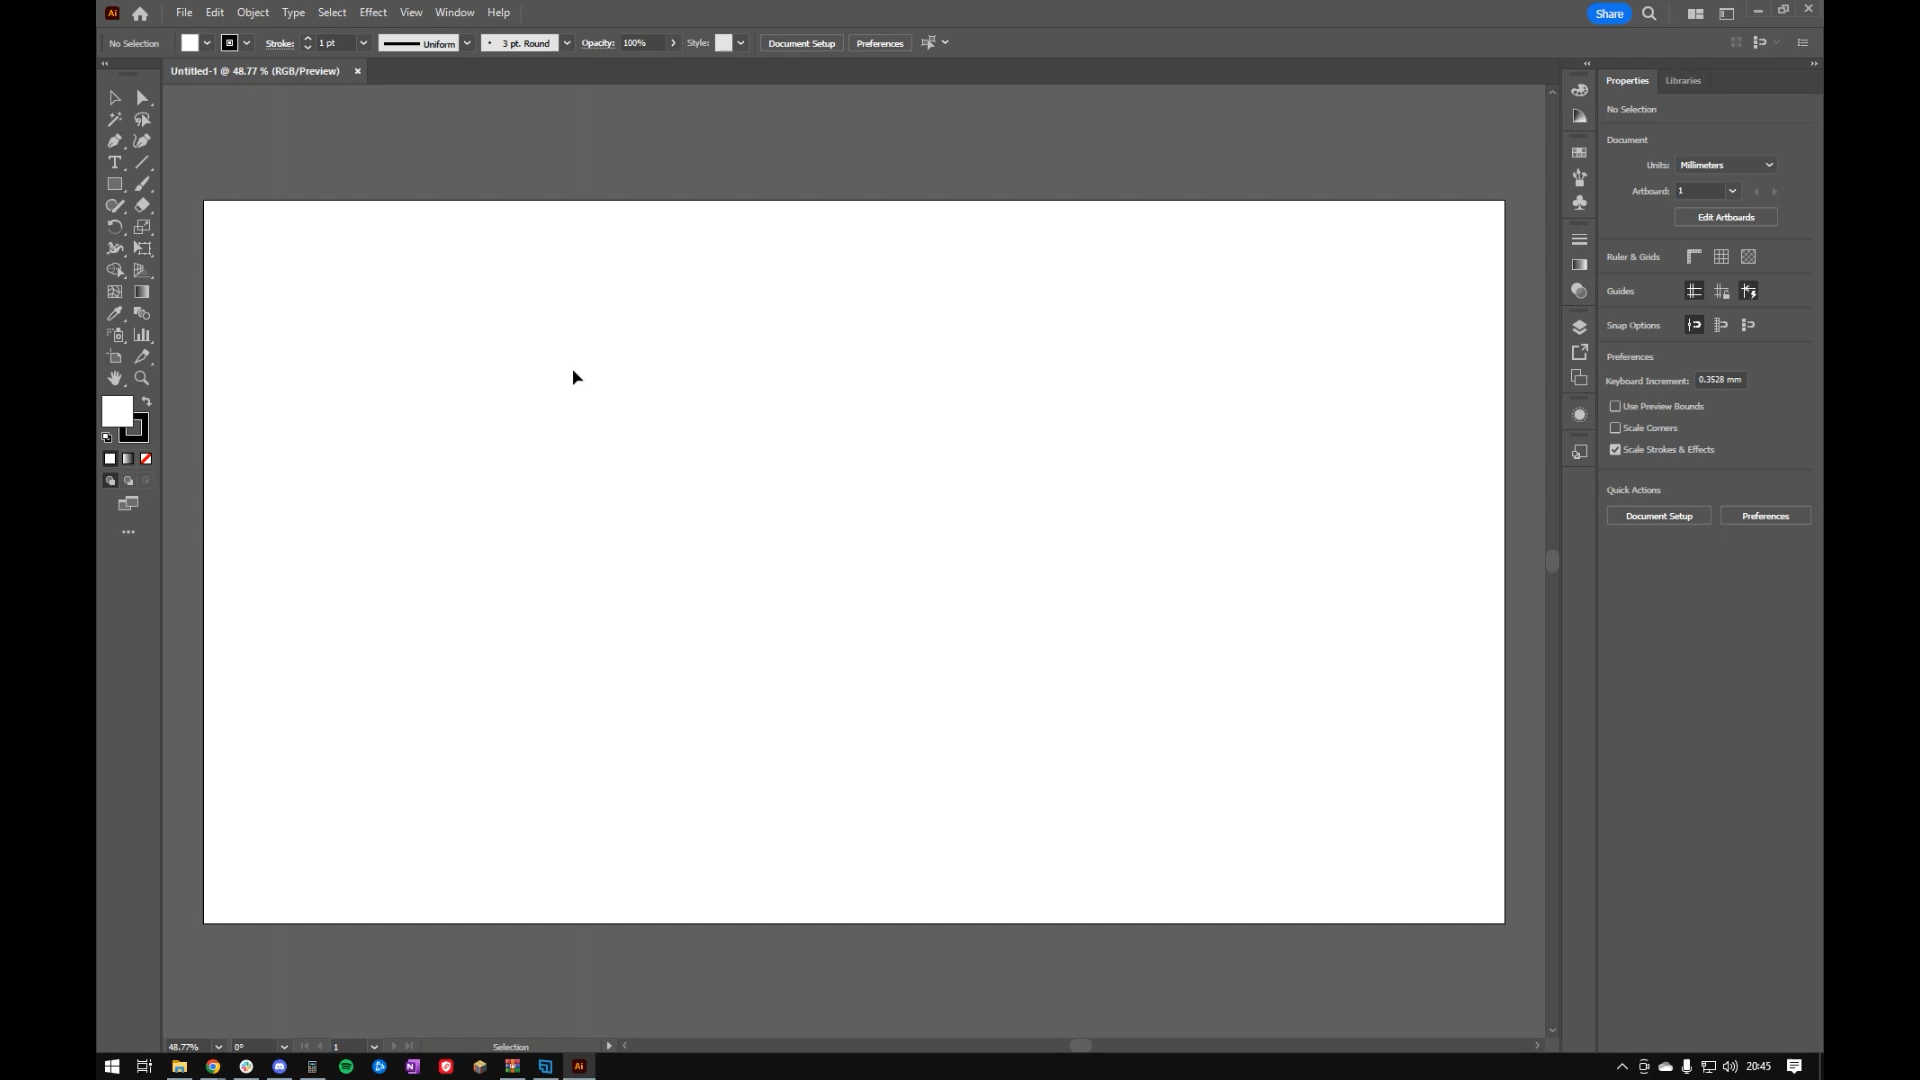 Ai File Edit Object Type Select Effect View Window Help Share
No Selection Stroke: 1 pt Uniform 3 pt. Round Opacity: 100% Style: Document Setup Preferences
Untitled-1 @ 48.77 % (RGB/Preview) ×
Properties Libraries
No Selection
Document
Units: Millimeters
Artboard: 1
Edit Artboards
Ruler & Grids
Guides
Snap Options
Preferences
Keyboard Increment: 0.3528 mm
Use Preview Bounds
Scale Corners
Scale Strokes & Effects
Quick Actions
Document Setup Preferences
48.77% 0° 1 Selection
Ai 20:45